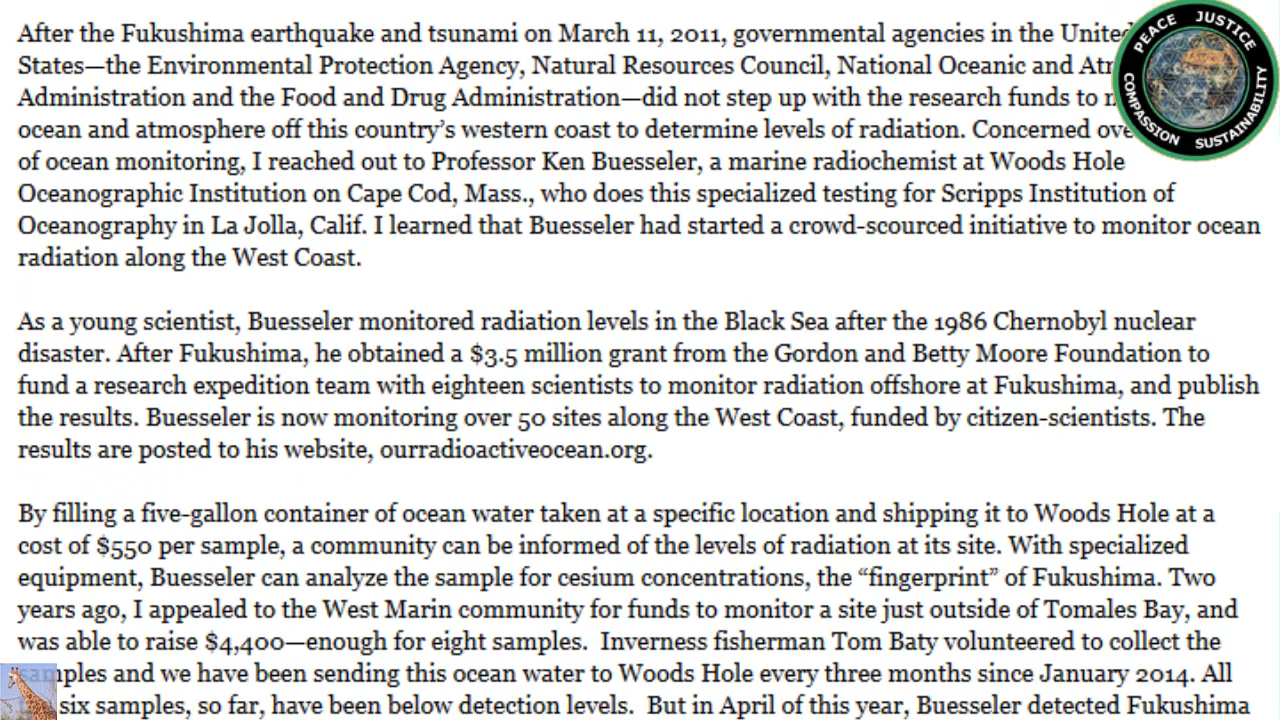 After the Fukushima earthquake and tsunami on March 11, 2011, governmental agencies in the United
States—the Environmental Protection Agency, Natural Resources Council, National Oceanic and
Administration and the Food and Drug Administration—did not step up with the research funds to
ocean and atmosphere off this country's western coast to determine levels of radiation. Concerned
of ocean monitoring, I reached out to Professor Ken Buesseler, a marine radiochemist at Woods Hole
Oceanographic Institution on Cape Cod, Mass., who does this specialized testing for Scripps Institution of
Oceanography in La Jolla, Calif. I learned that Buesseler had started a crowd-scourced initiative to monitor ocean
radiation along the West Coast.
As a young scientist, Buesseler monitored radiation levels in the Black Sea after the 1986 Chernobyl nuclear
disaster. After Fukushima, he obtained a $3.5 million grant from the Gordon and Betty Moore Foundation to
fund a research expedition team with eighteen scientists to monitor radiation offshore at Fukushima, and publish
the results. Buesseler is now monitoring over 50 sites along the West Coast, funded by citizen-scientists. The
results are posted to his website, ourradioactiveocean.org.
By filling a five-gallon container of ocean water taken at a specific location and shipping it to Woods Hole at a
cost of $550 per sample, a community can be informed of the levels of radiation at its site. With specialized
equipment, Buesseler can analyze the sample for cesium concentrations, the “fingerprint” of Fukushima. Two
years ago, I appealed to the West Marin community for funds to monitor a site just outside of Tomales Bay, and
was able to raise $4,400—enough for eight samples. Inverness fisherman Tom Baty volunteered to collect the
samples and we have been sending this ocean water to Woods Hole every three months since January 2014. All
six samples, so far, have been below detection levels. But in April of this year, Buesseler detected Fukushima
PEACE JUSTICE
COMPASSION SUSTAINABILITY